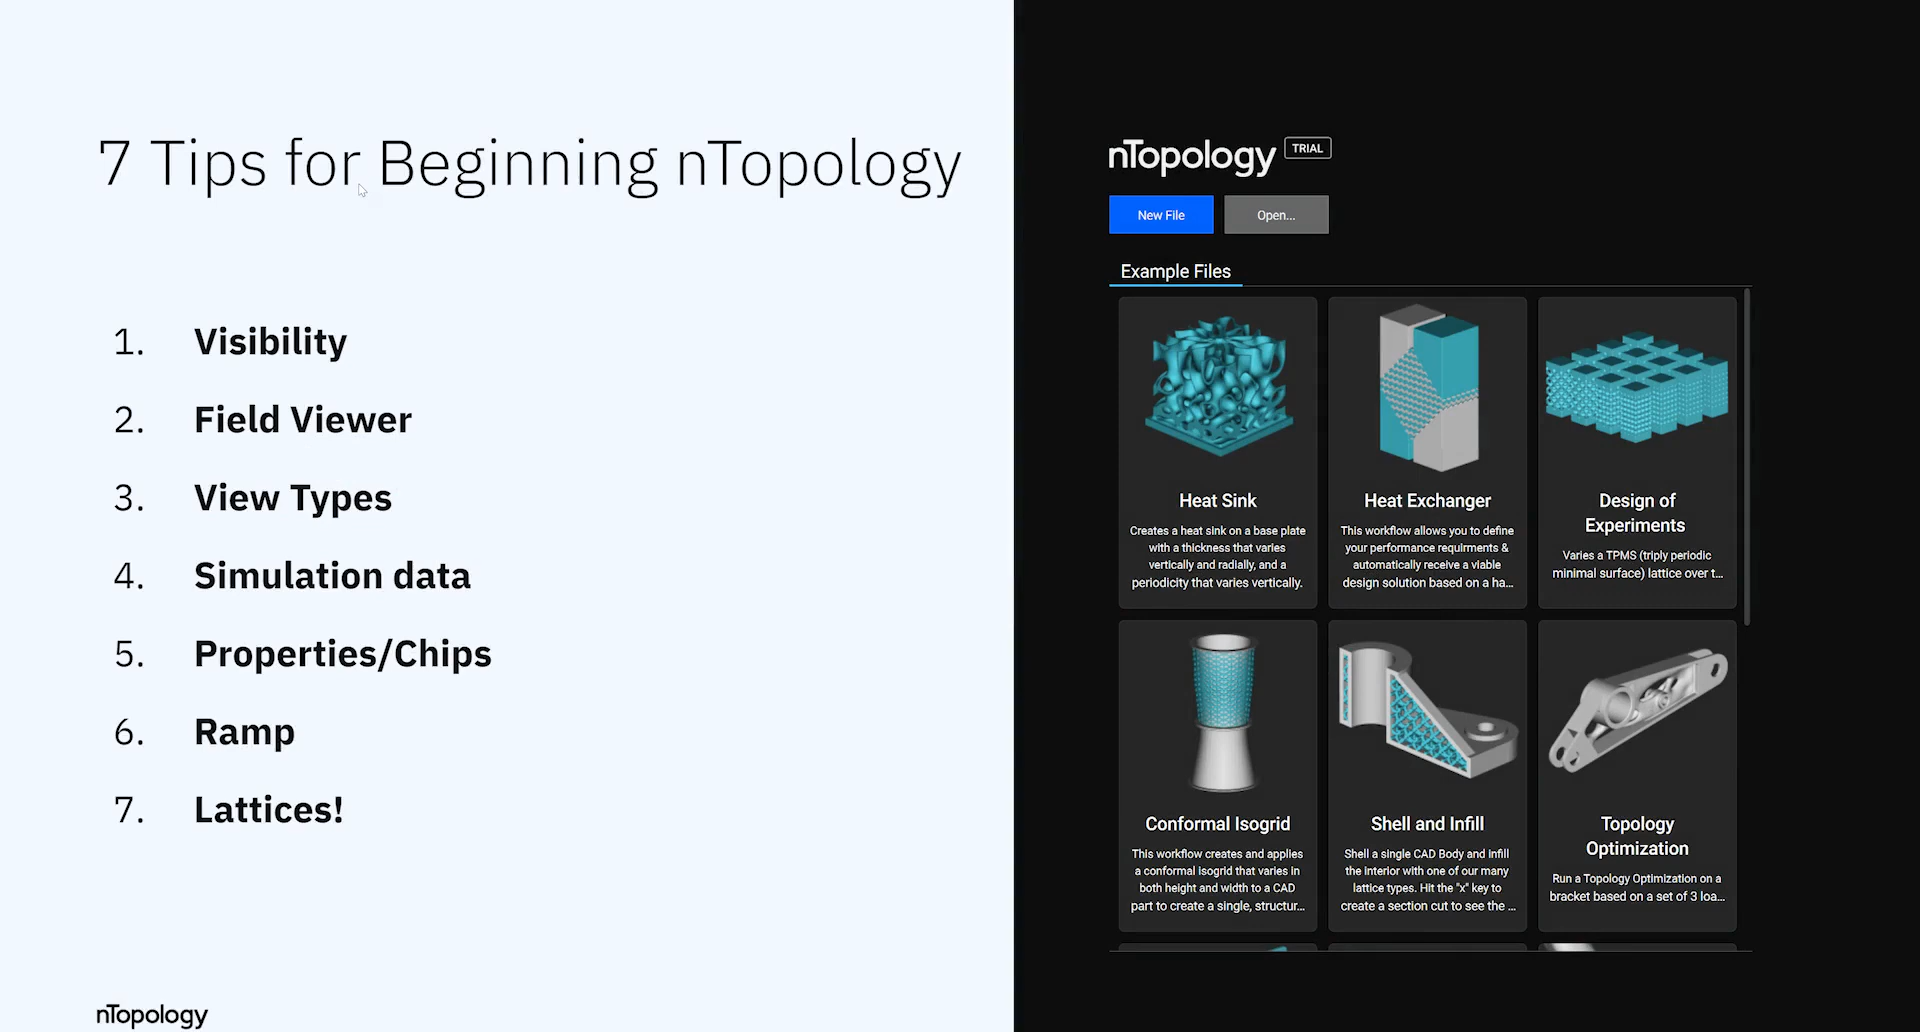 7 Tips for Beginning nTopology
1. Visibility
2. Field Viewer
3. View Types
4. Simulation data
5. Properties/Chips
6. Ramp
7. Lattices!
nTopology
nTopology TRIAL
New File
Open...
Example Files
Heat Sink
Creates a heat sink on a base plate
with a thickness that varies
vertically and radially, and a
periodicity that varies vertically.
Heat Exchanger
This workflow allows you to define
your performance requirments &
automatically receive a viable
design solution based on a ha...
Design of
Experiments
Varies a TPMS (triply periodic
minimal surface) lattice over t...
Conformal Isogrid
This workflow creates and applies
a conformal isogrid that varies in
both height and width to a CAD
part to create a single, structur...
Shell and Infill
Shell a single CAD Body and infill
the interior with one of our many
lattice types. Hit the "x" key to
create a section cut to see the ...
Topology
Optimization
Run a Topology Optimization on a
bracket based on a set of 3 loa...